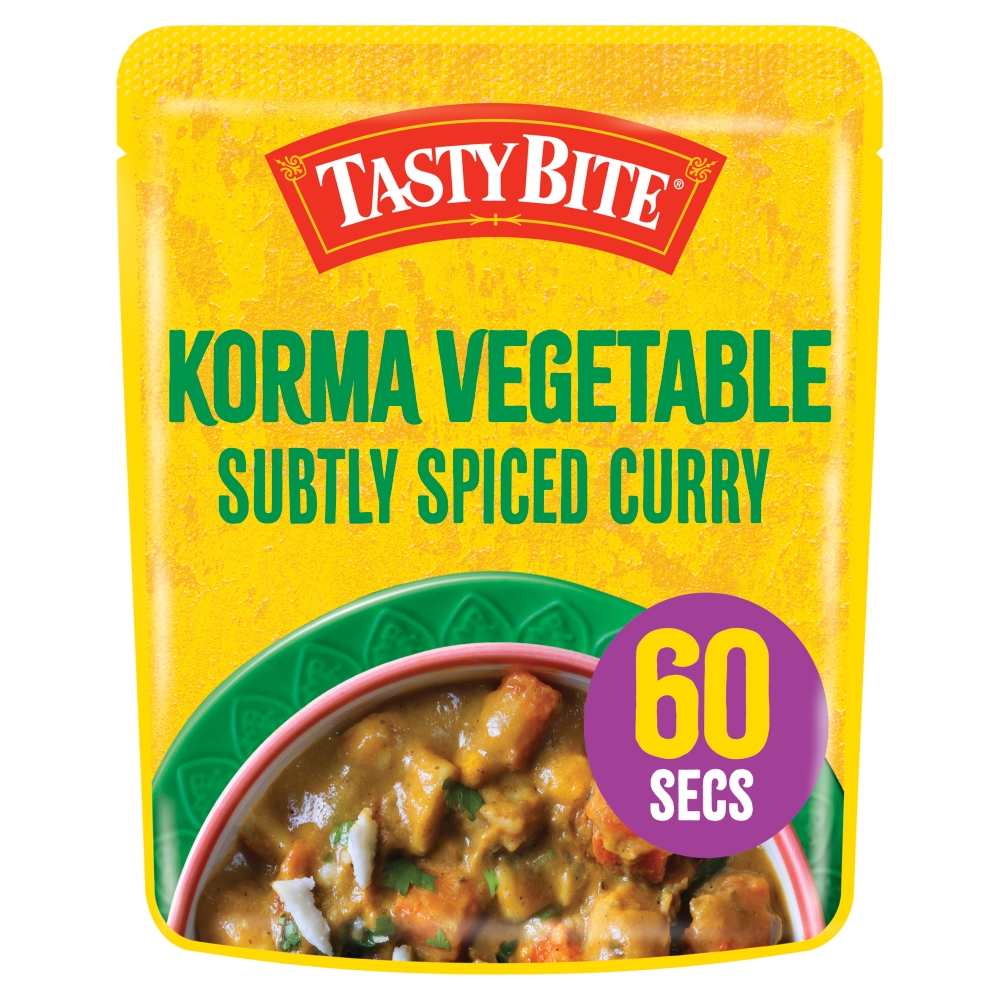 TASTY BITE®
KORMA VEGETABLE
SUBTLY SPICED CURRY
60
SECS